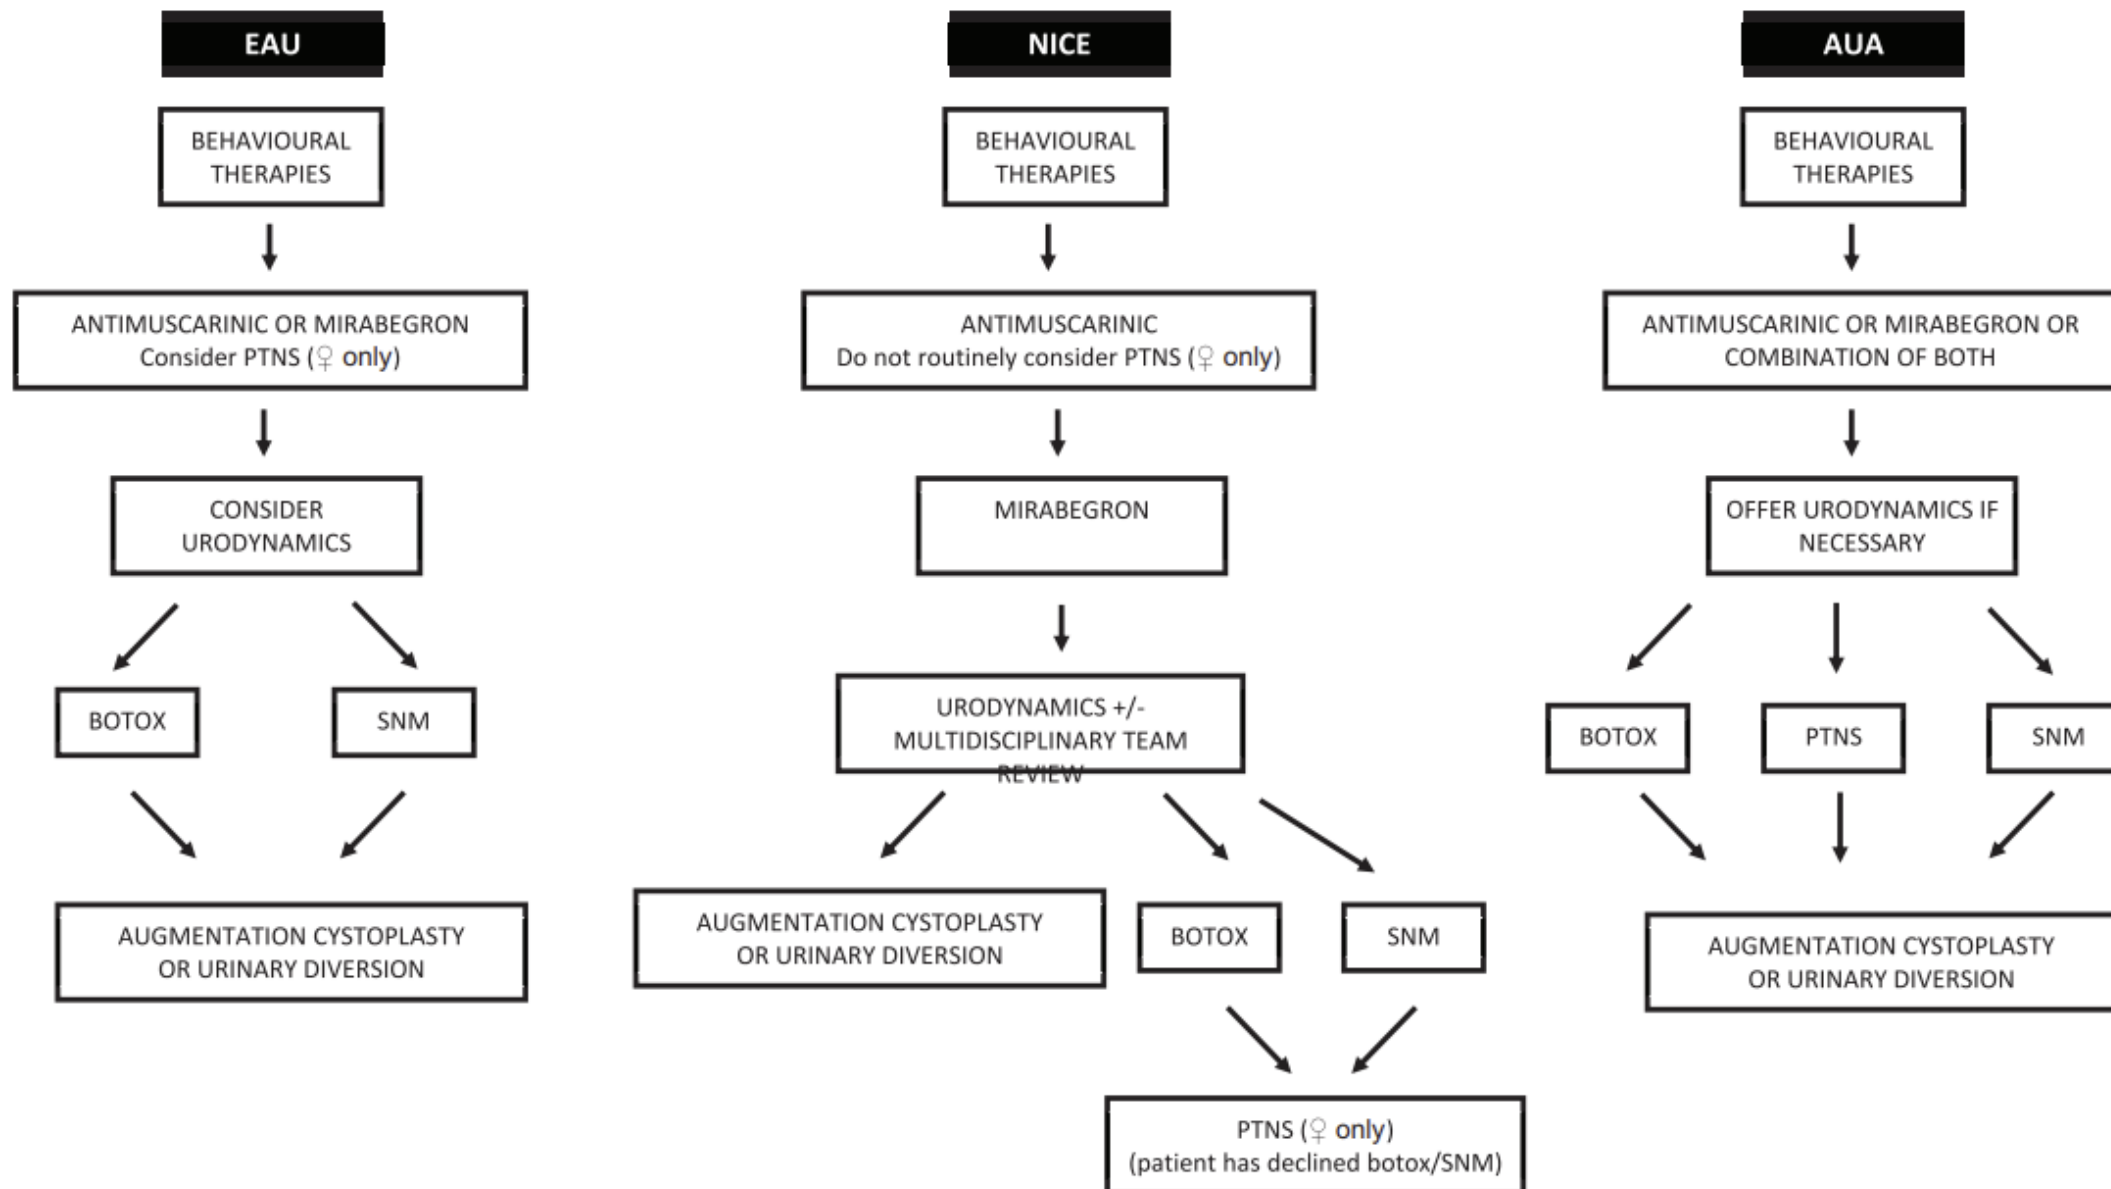 EAU
BEHAVIOURAL
THERAPIES
ANTIMUSCARINIC OR MIRABEGRON
Consider PTNS (♀ only)
CONSIDER
URODYNAMICS
BOTOX
SNM
AUGMENTATION CYSTOPLASTY
OR URINARY DIVERSION
NICE
BEHAVIOURAL
THERAPIES
ANTIMUSCARINIC
Do not routinely consider PTNS (♀ only)
MIRABEGRON
URODYNAMICS +/-
MULTIDISCIPLINARY TEAM
REVIEW
AUGMENTATION CYSTOPLASTY
OR URINARY DIVERSION
BOTOX
SNM
PTNS (♀ only)
(patient has declined botox/SNM)
AUA
BEHAVIOURAL
THERAPIES
ANTIMUSCARINIC OR MIRABEGRON OR
COMBINATION OF BOTH
OFFER URODYNAMICS IF
NECESSARY
BOTOX
PTNS
SNM
AUGMENTATION CYSTOPLASTY
OR URINARY DIVERSION